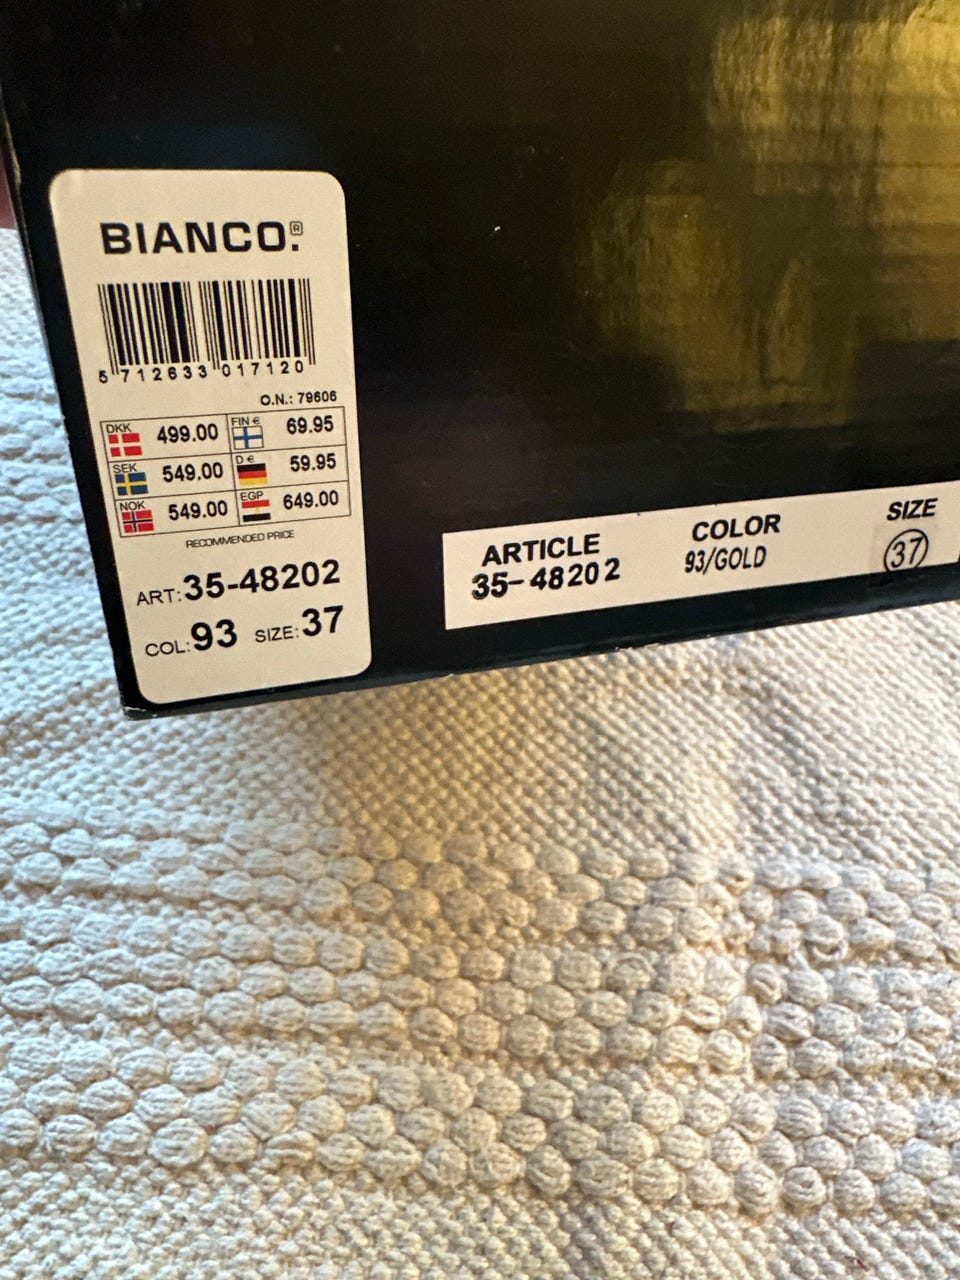 BIANCO.®
5 712633 017120
O.N.: 79606
DKK 499.00 FIN € 69.95
SEK 549.00 D € 59.95
NOK 549.00 EGP 649.00
RECOMMENDED PRICE
ART: 35-48202
COL: 93 SIZE: 37
ARTICLE COLOR SIZE
35-48202 93/GOLD 37